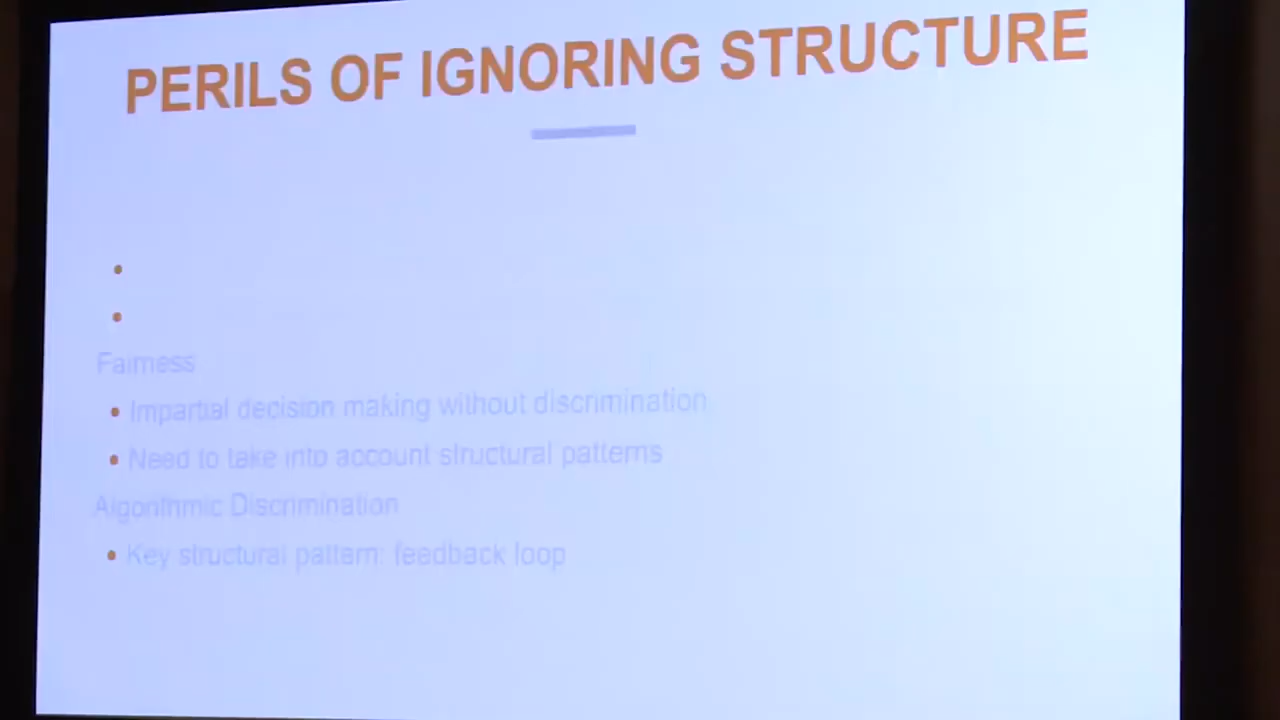 PERILS OF IGNORING STRUCTURE
•
•
Fairness
• Impartial decision making without discrimination
• Need to take into account structural patterns
Algorithmic Discrimination
• Key structural pattern: feedback loop